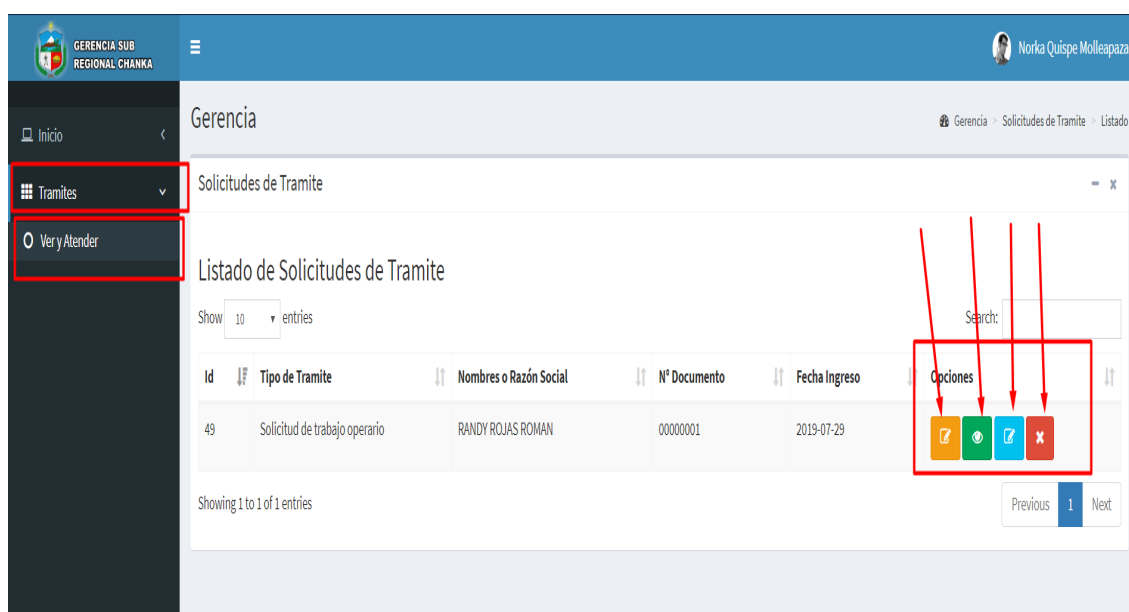 GERENCIA SUB
REGIONAL CHANKA
Norka Quispe Molleapaza
Inicio
Tramites
Ver y Atender
Gerencia
Gerencia > Solicitudes de Tramite > Listado
Solicitudes de Tramite
Listado de Solicitudes de Tramite
Show 10 entries
Search:
Id Tipo de Tramite Nombres o Razón Social N° Documento Fecha Ingreso Opciones
49 Solicitud de trabajo operario RANDY ROJAS ROMAN 00000001 2019-07-29
Showing 1 to 1 of 1 entries
Previous 1 Next